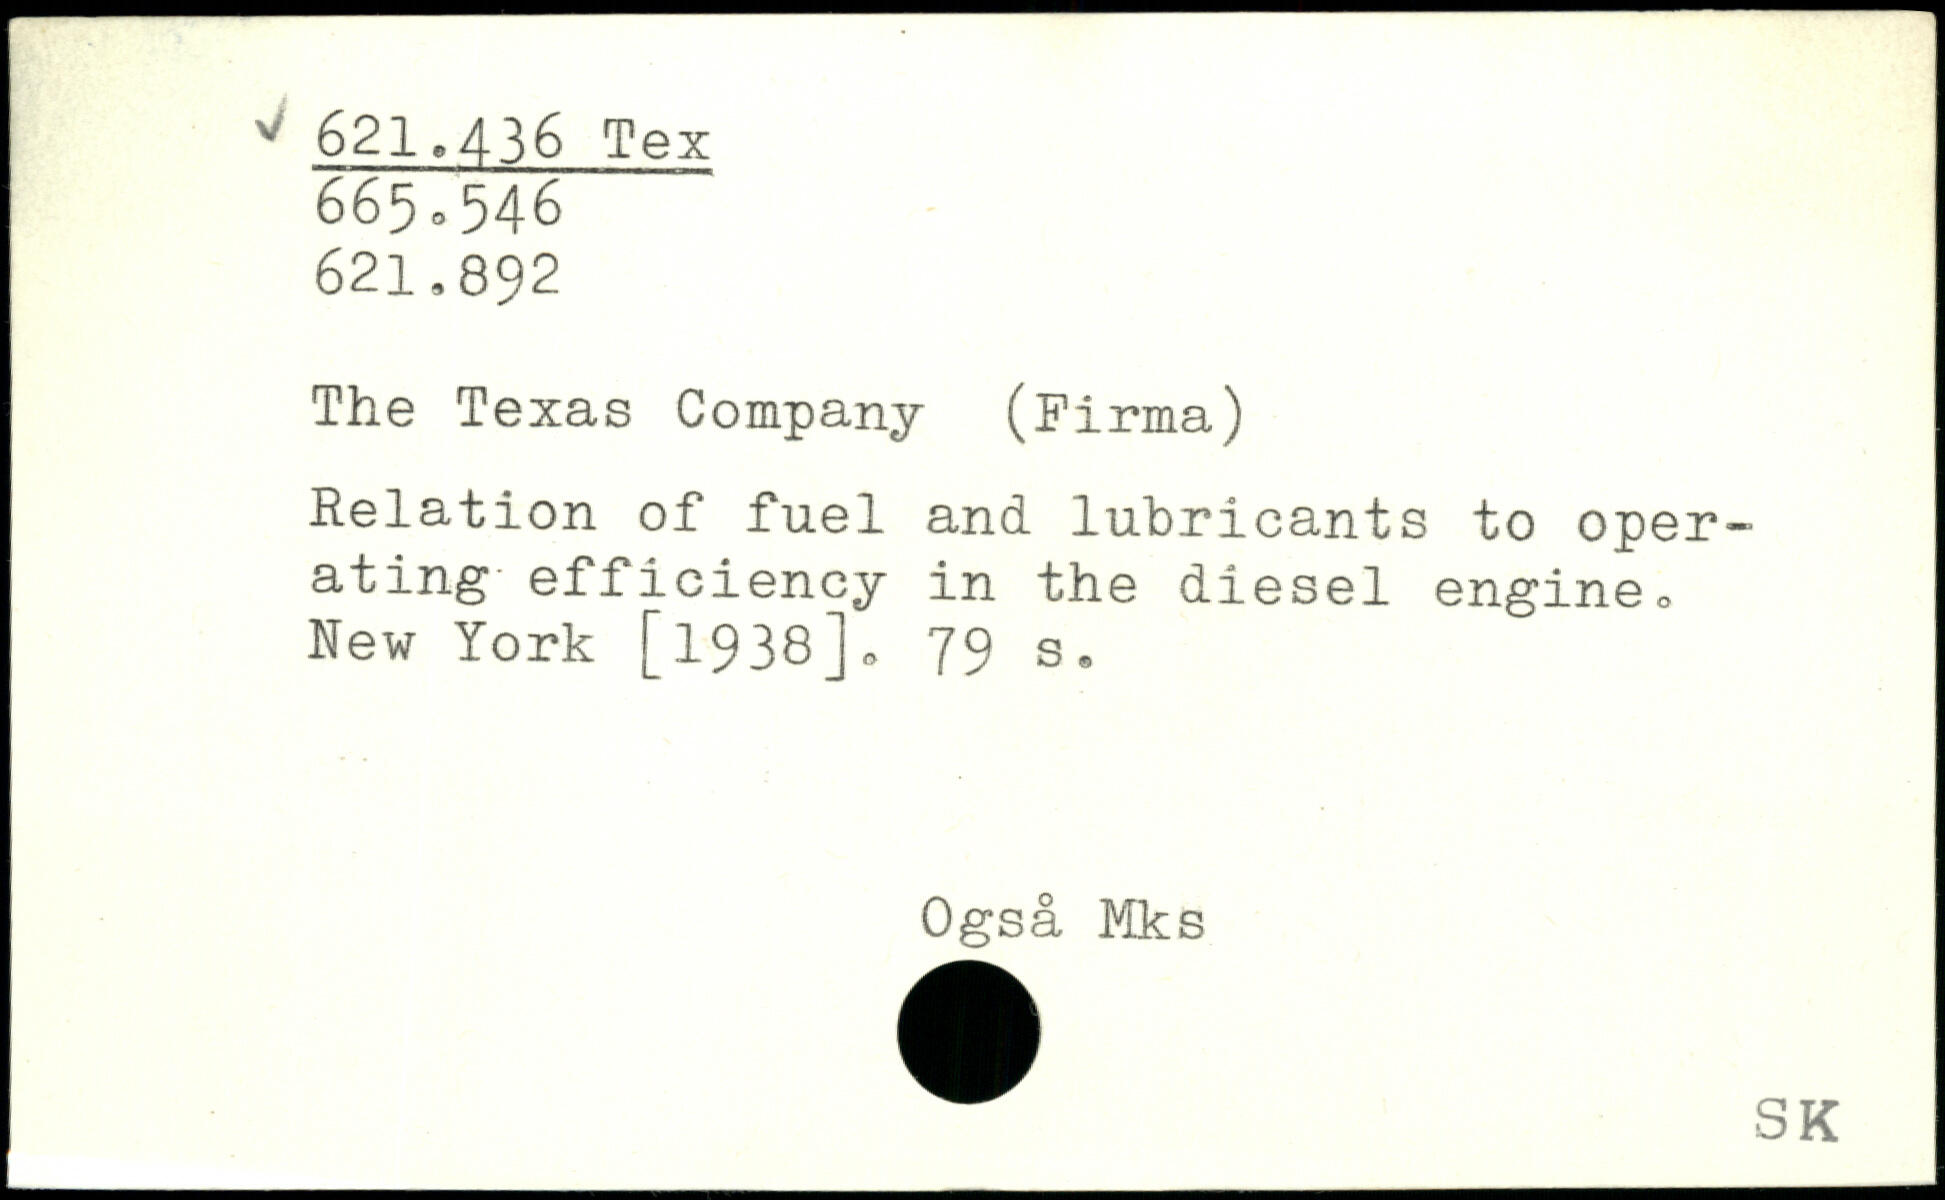 ✓ 621.436 Tex
665.546
621.892
The Texas Company (Firma)
Relation of fuel and lubricants to oper-
ating efficiency in the diesel engine.
New York [1938]. 79 s.
Også Mks
SK